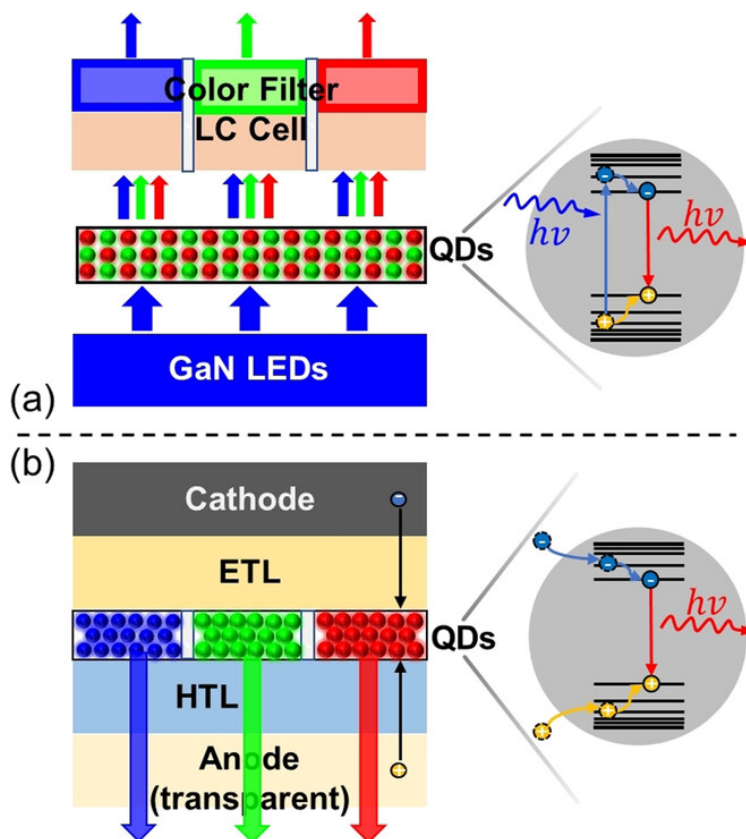 Color Filter
LC Cell
hν
hν
QDs
GaN LEDs
(a)
(b)
Cathode
ETL
hν
QDs
HTL
Anode
(transparent)